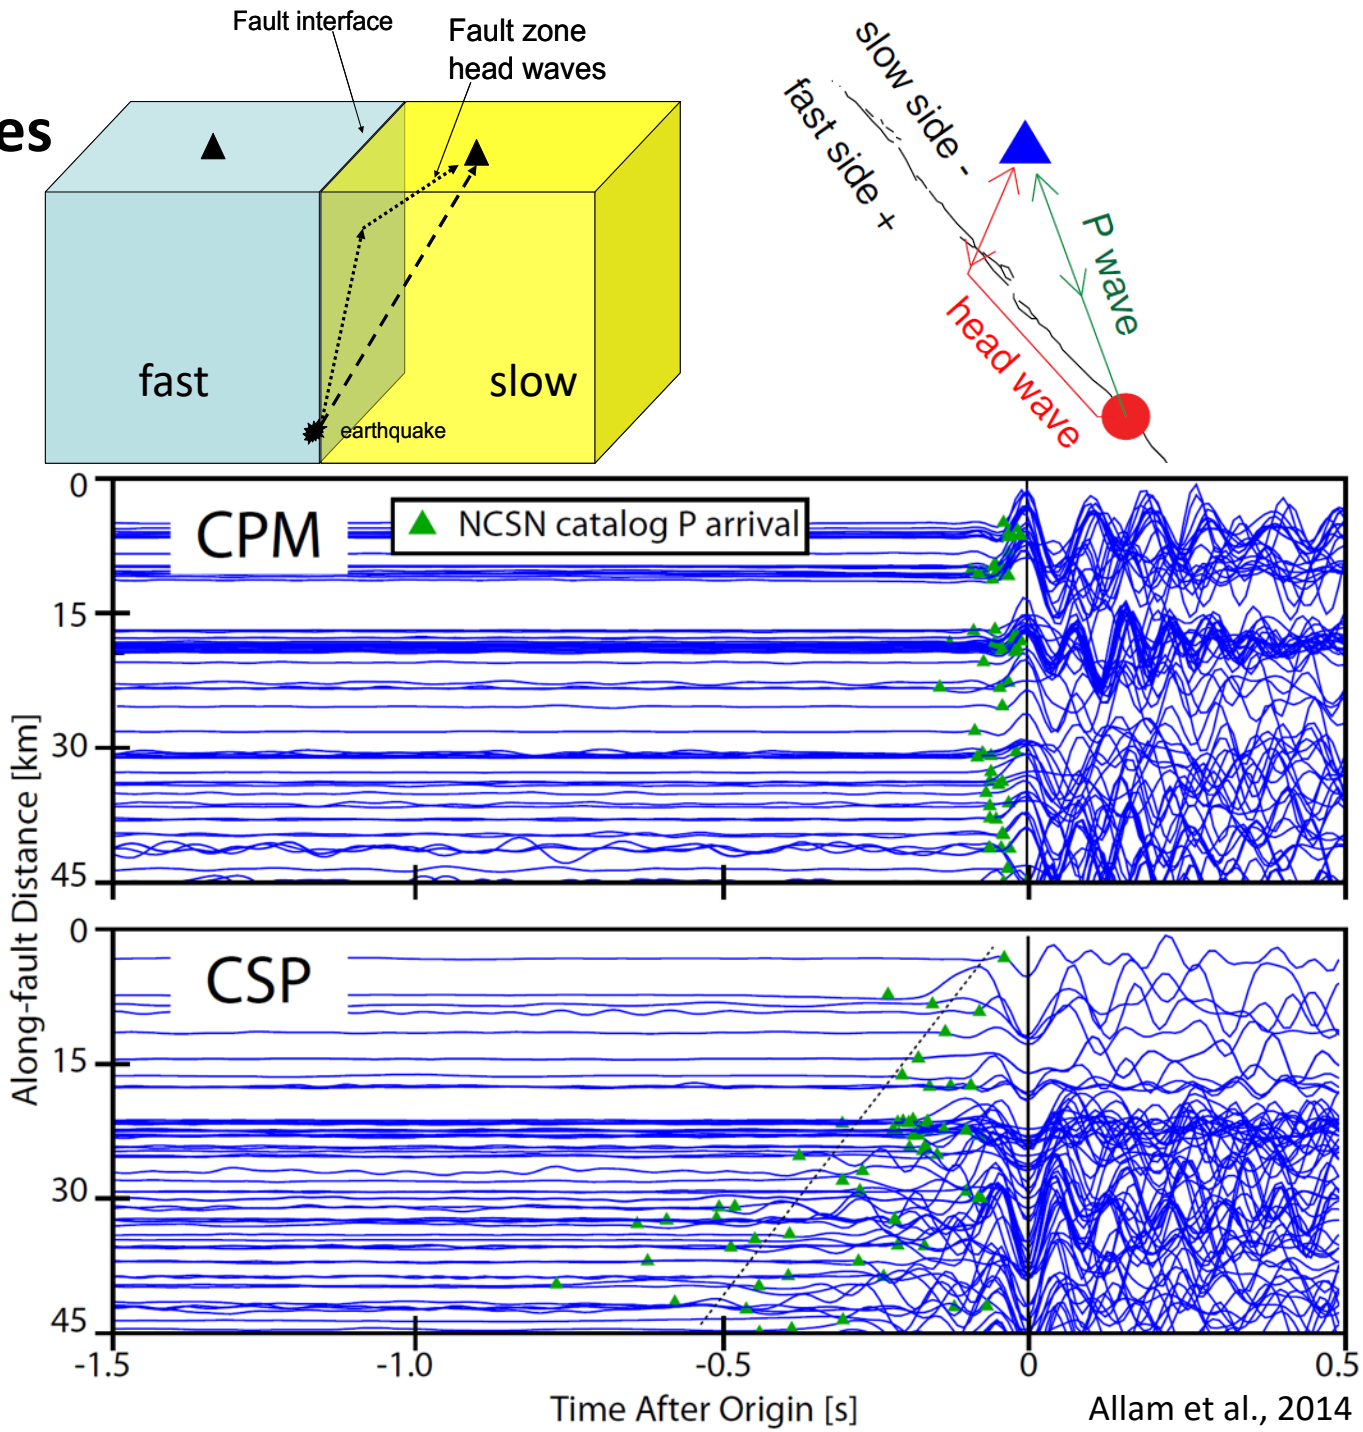 Fault interface
Fault zone
head waves
es
fast
slow
earthquake
slow side -
fast side +
P wave
head wave
CPM
NCSN catalog P arrival
0
15
30
45
CSP
0
15
30
45
Along-fault Distance [km]
-1.5
-1.0
-0.5
0
0.5
Time After Origin [s]
Allam et al., 2014